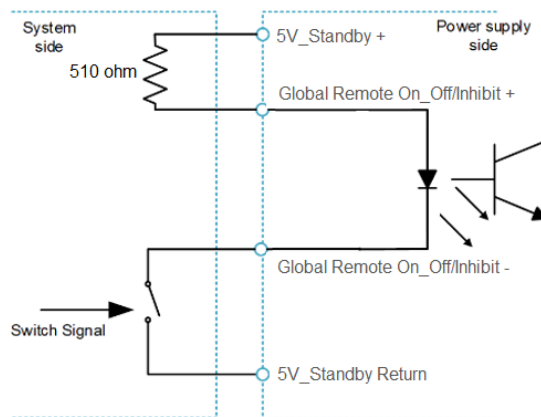 System
side
5V_Standby +
Power supply
side
510 ohm
Global Remote On_Off/Inhibit +
Global Remote On_Off/Inhibit -
Switch Signal
5V_Standby Return